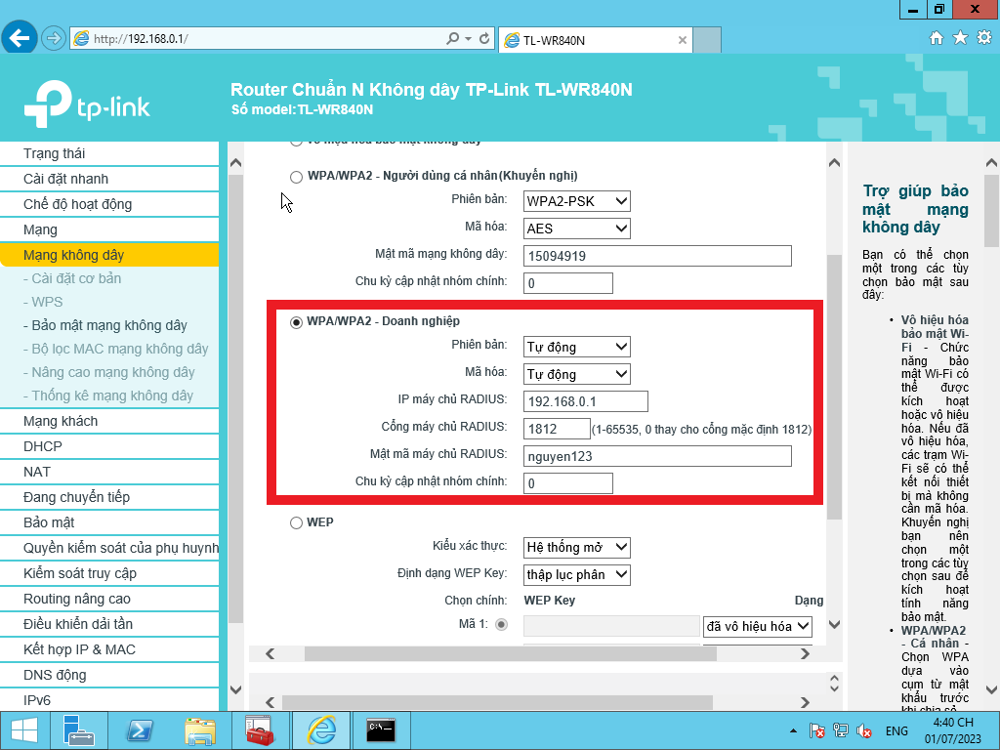 http://192.168.0.1/
TL-WR840N
tp-link
Router Chuẩn N Không dây TP-Link TL-WR840N
Số model:TL-WR840N
Trạng thái
Cài đặt nhanh
Chế độ hoạt động
Mạng
Mạng không dây
- Cài đặt cơ bản
- WPS
- Bảo mật mạng không dây
- Bộ lọc MAC mạng không dây
- Nâng cao mạng không dây
- Thống kê mạng không dây
Mạng khách
DHCP
NAT
Đang chuyển tiếp
Bảo mật
Quyền kiểm soát của phụ huynh
Kiểm soát truy cập
Routing nâng cao
Điều khiển dải tần
Kết hợp IP & MAC
DNS động
IPv6
Vô hiệu hóa bảo mật không dây
WPA/WPA2 - Người dùng cá nhân(Khuyến nghị)
Phiên bản: WPA2-PSK
Mã hóa: AES
Mật mã mạng không dây: 15094919
Chu kỳ cập nhật nhóm chính: 0
WPA/WPA2 - Doanh nghiệp
Phiên bản: Tự động
Mã hóa: Tự động
IP máy chủ RADIUS: 192.168.0.1
Cổng máy chủ RADIUS: 1812 (1-65535, 0 thay cho cổng mặc định 1812)
Mật mã máy chủ RADIUS: nguyen123
Chu kỳ cập nhật nhóm chính: 0
WEP
Kiểu xác thực: Hệ thống mở
Định dạng WEP Key: thập lục phân
Chọn chính: WEP Key Dạng
Mã 1: đã vô hiệu hóa
Trợ giúp bảo
mật mạng
không dây
Bạn có thể chọn
một trong các tùy
chọn bảo mật sau
đây:
• Vô hiệu hóa
bảo mật Wi-
Fi - Chức
năng bảo
mật Wi-Fi có
thể được
kích hoạt
hoặc vô hiệu
hóa. Nếu đã
vô hiệu hóa,
các trạm Wi-
Fi sẽ có thể
kết nối thiết
bị mà không
cần mã hóa.
Khuyến nghị
bạn nên
chọn một
trong các tùy
chọn sau để
kích hoạt
tính năng
bảo mật.
• WPA/WPA2
- Cá nhân -
Chọn WPA
dựa vào
cụm từ mật
khẩu trước
khi chia sẻ
ENG
4:40 CH
01/07/2023